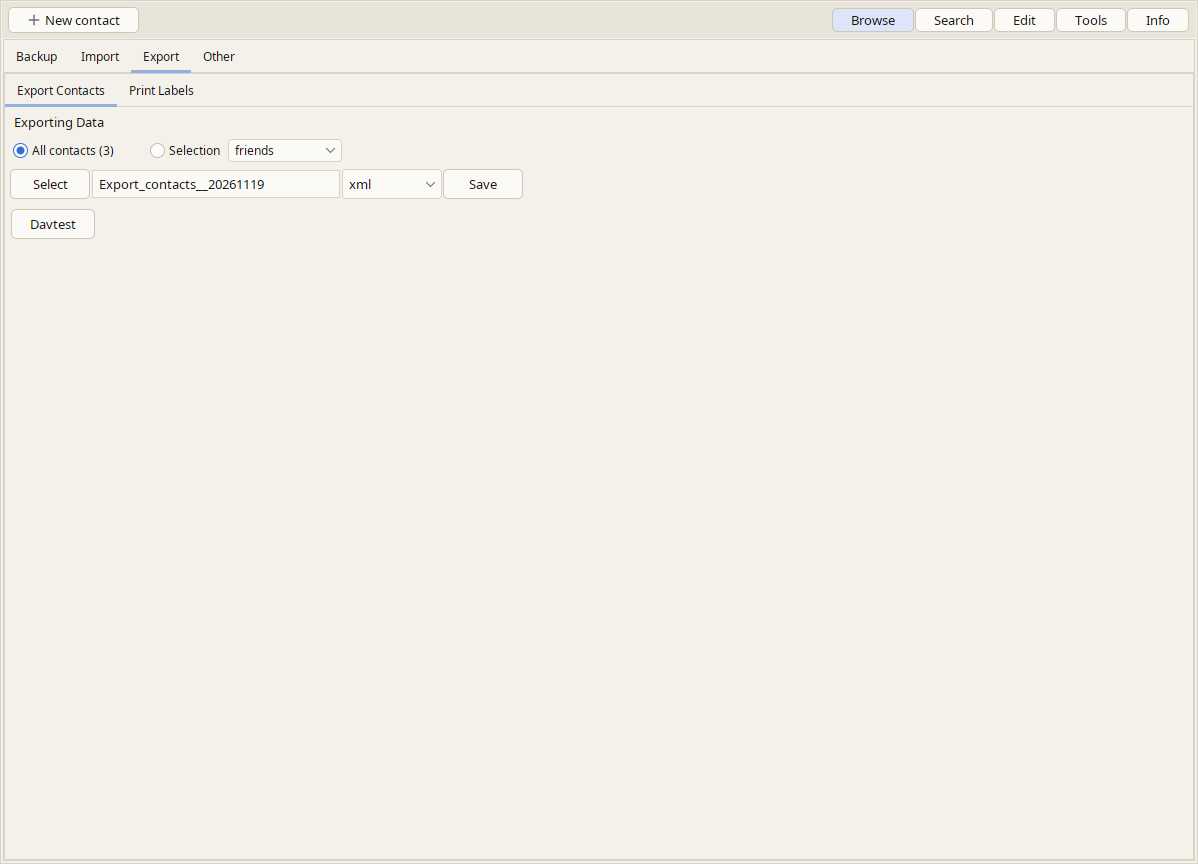 New contact Browse Search Edit Tools Info
Backup Import Export Other
Export Contacts Print Labels
Exporting Data
All contacts (3) Selection friends
Select Export_contacts__20261119 xml Save
Davtest